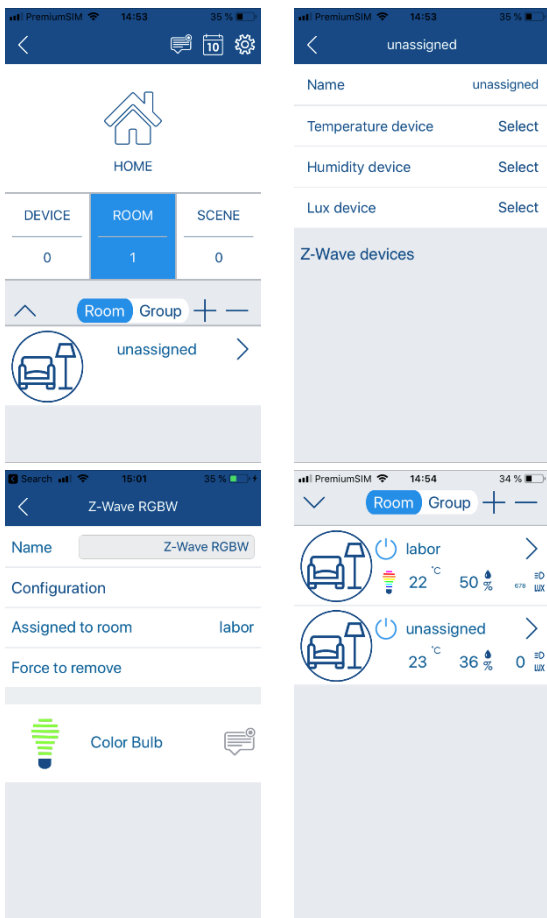 PremiumSIM 14:53 35 %
10
HOME
DEVICE ROOM SCENE
0 1 0
Room Group
unassigned
PremiumSIM 14:53 35 %
unassigned
Name unassigned
Temperature device Select
Humidity device Select
Lux device Select
Z-Wave devices
Search 15:01 35 %
Z-Wave RGBW
Name Z-Wave RGBW
Configuration
Assigned to room labor
Force to remove
Color Bulb
PremiumSIM 14:54 34 %
Room Group
labor
22 °C 50 % 678 LUX
unassigned
23 °C 36 % 0 LUX